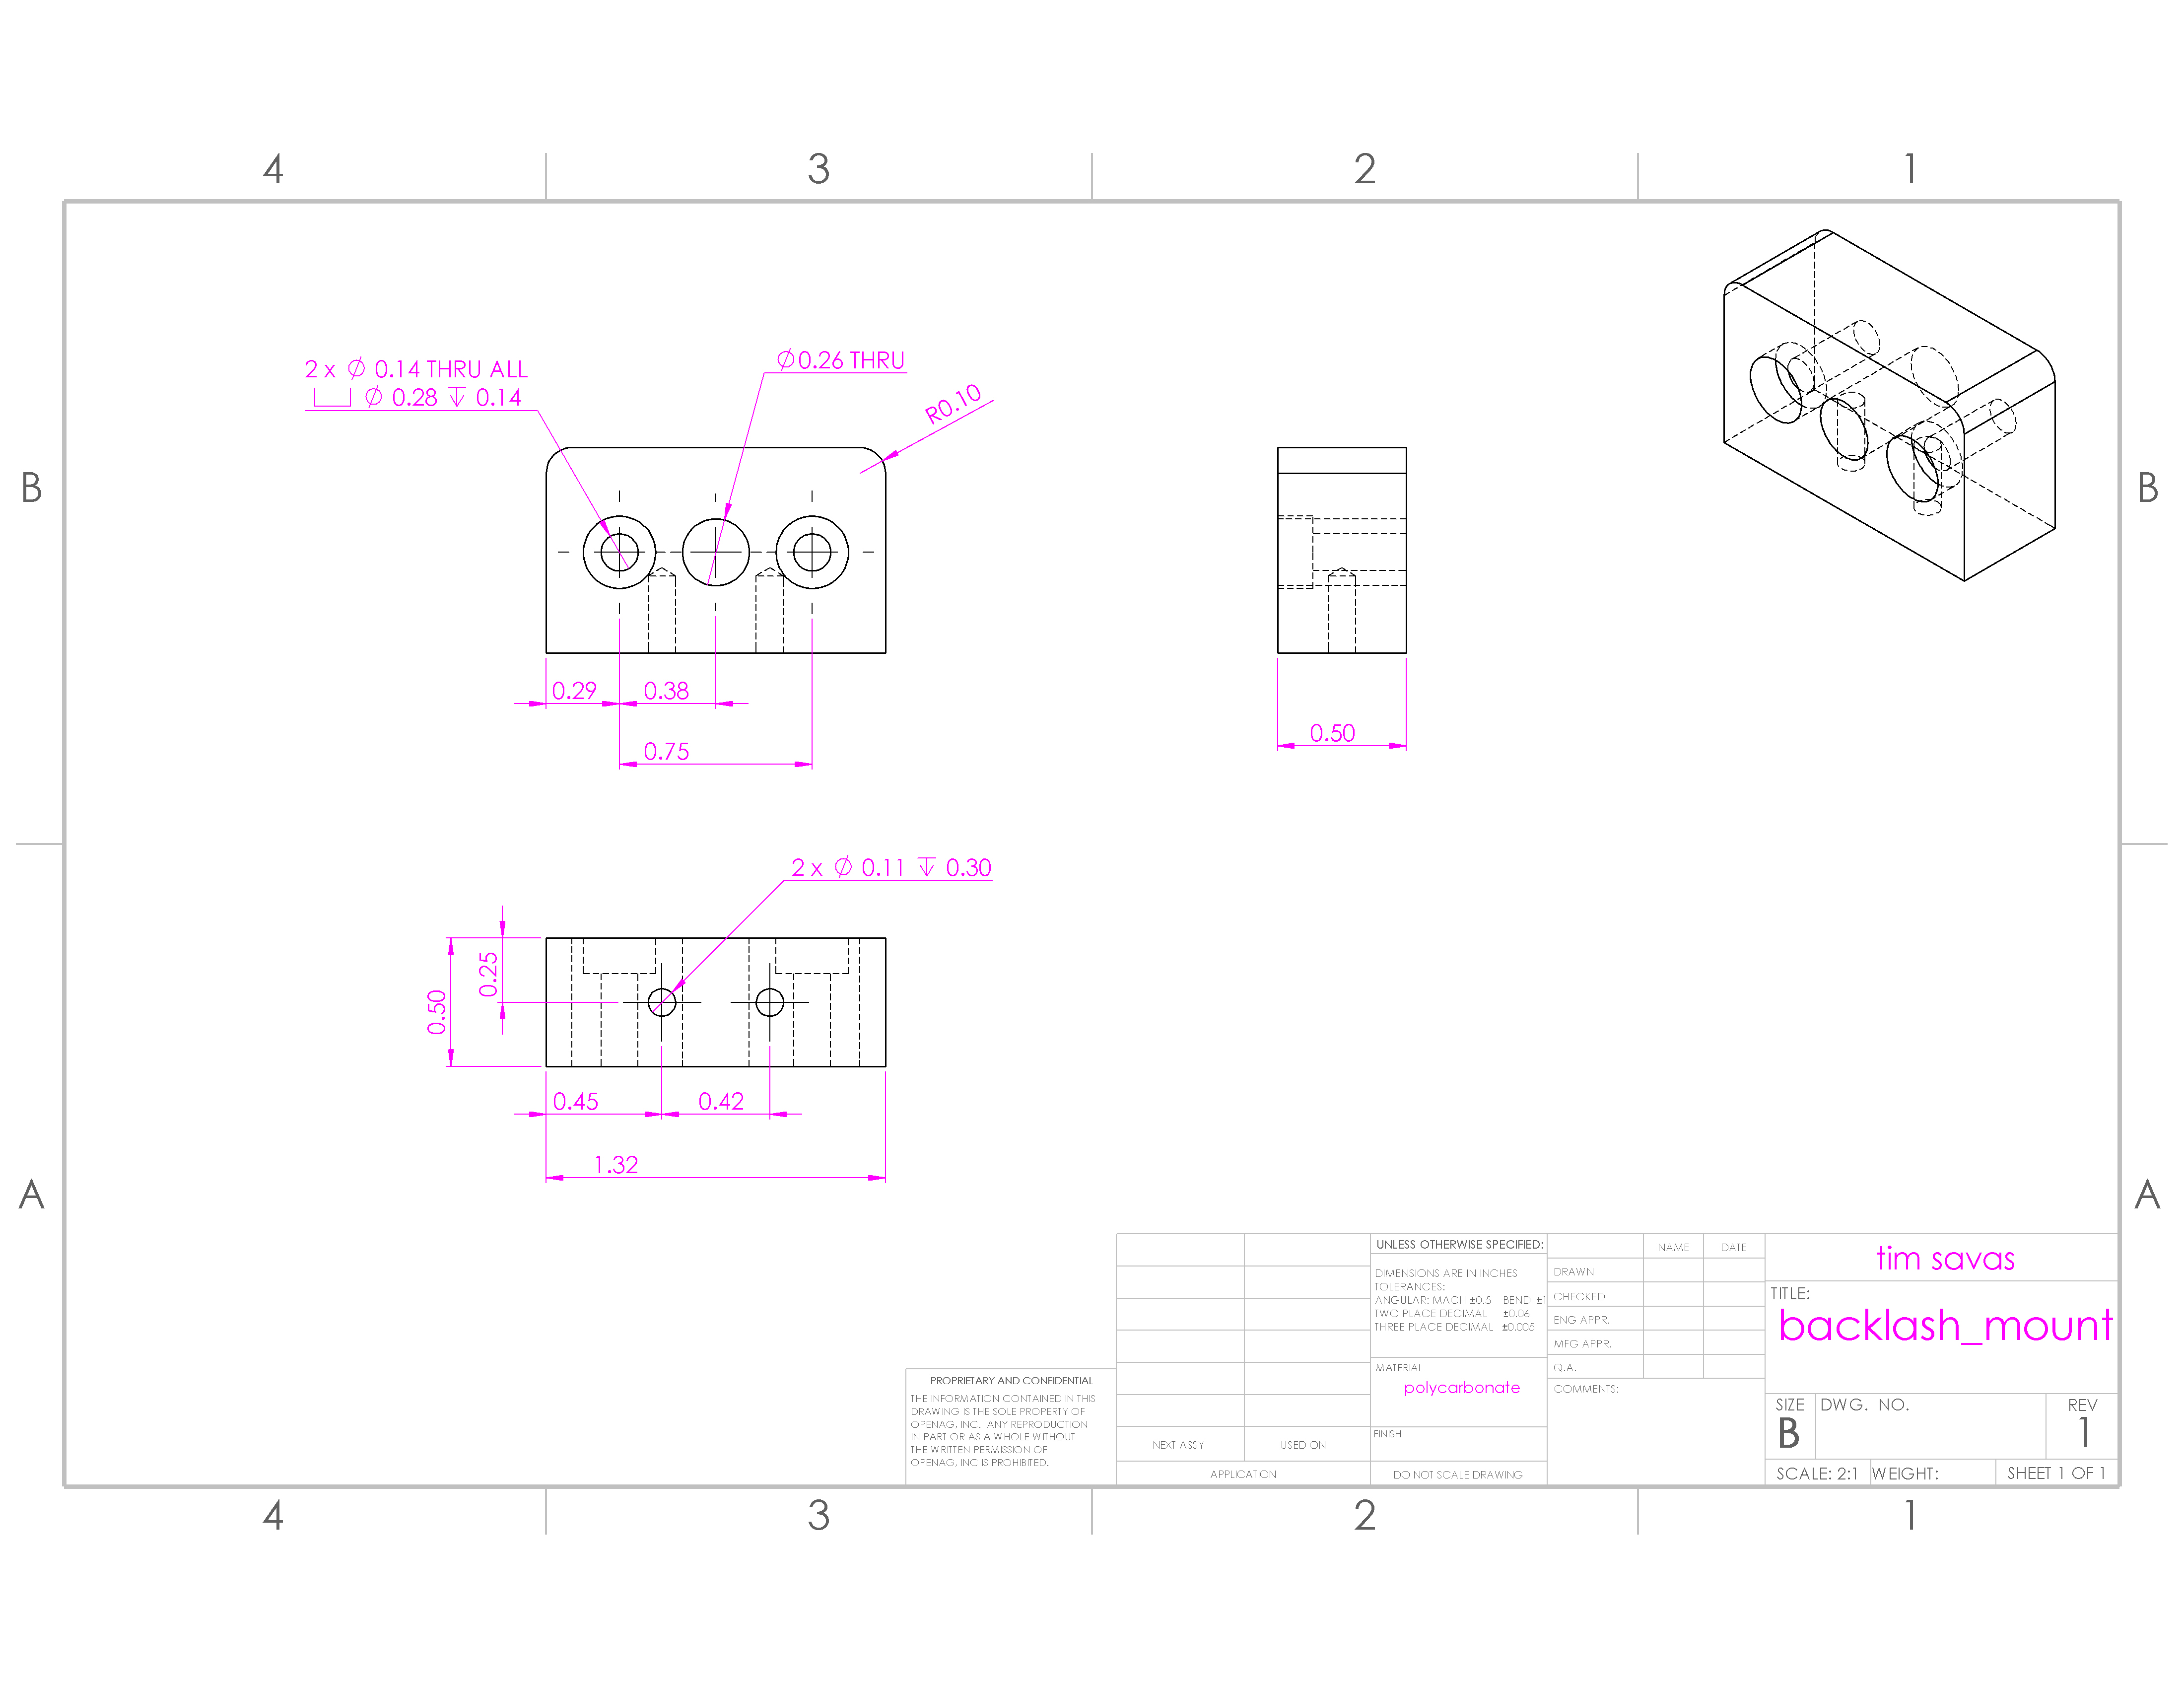 4 3 2 1
B B
A A
2 x ⌀ 0.14 THRU ALL
⌴ ⌀ 0.28 ↧ 0.14
⌀0.26 THRU
R0.10
0.29 0.38
0.75
0.50
2 x ⌀ 0.11 ↧ 0.30
0.25
0.50
0.45 0.42
1.32
PROPRIETARY AND CONFIDENTIAL
THE INFORMATION CONTAINED IN THIS
DRAWING IS THE SOLE PROPERTY OF
OPENAG, INC. ANY REPRODUCTION
IN PART OR AS A WHOLE WITHOUT
THE WRITTEN PERMISSION OF
OPENAG, INC IS PROHIBITED.
NEXT ASSY USED ON
APPLICATION
UNLESS OTHERWISE SPECIFIED:
DIMENSIONS ARE IN INCHES
TOLERANCES:
ANGULAR: MACH ±0.5 BEND ±1
TWO PLACE DECIMAL ±0.06
THREE PLACE DECIMAL ±0.005
MATERIAL
polycarbonate
FINISH
DO NOT SCALE DRAWING
NAME DATE
DRAWN
CHECKED
ENG APPR.
MFG APPR.
Q.A.
COMMENTS:
tim savas
TITLE:
backlash_mount
SIZE DWG. NO. REV
B 1
SCALE: 2:1 WEIGHT: SHEET 1 OF 1
4 3 2 1